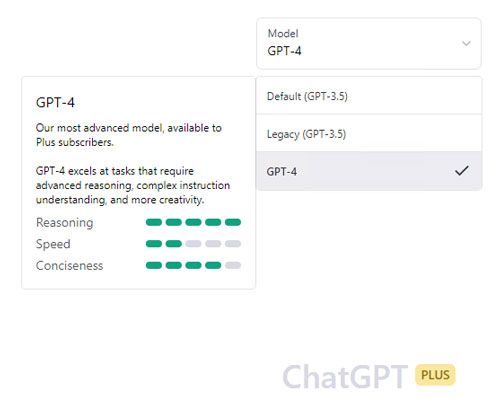 Model
GPT-4
GPT-4
Our most advanced model, available to
Plus subscribers.
GPT-4 excels at tasks that require
advanced reasoning, complex instruction
understanding, and more creativity.
Reasoning
Speed
Conciseness
Default (GPT-3.5)
Legacy (GPT-3.5)
GPT-4
ChatGPT PLUS